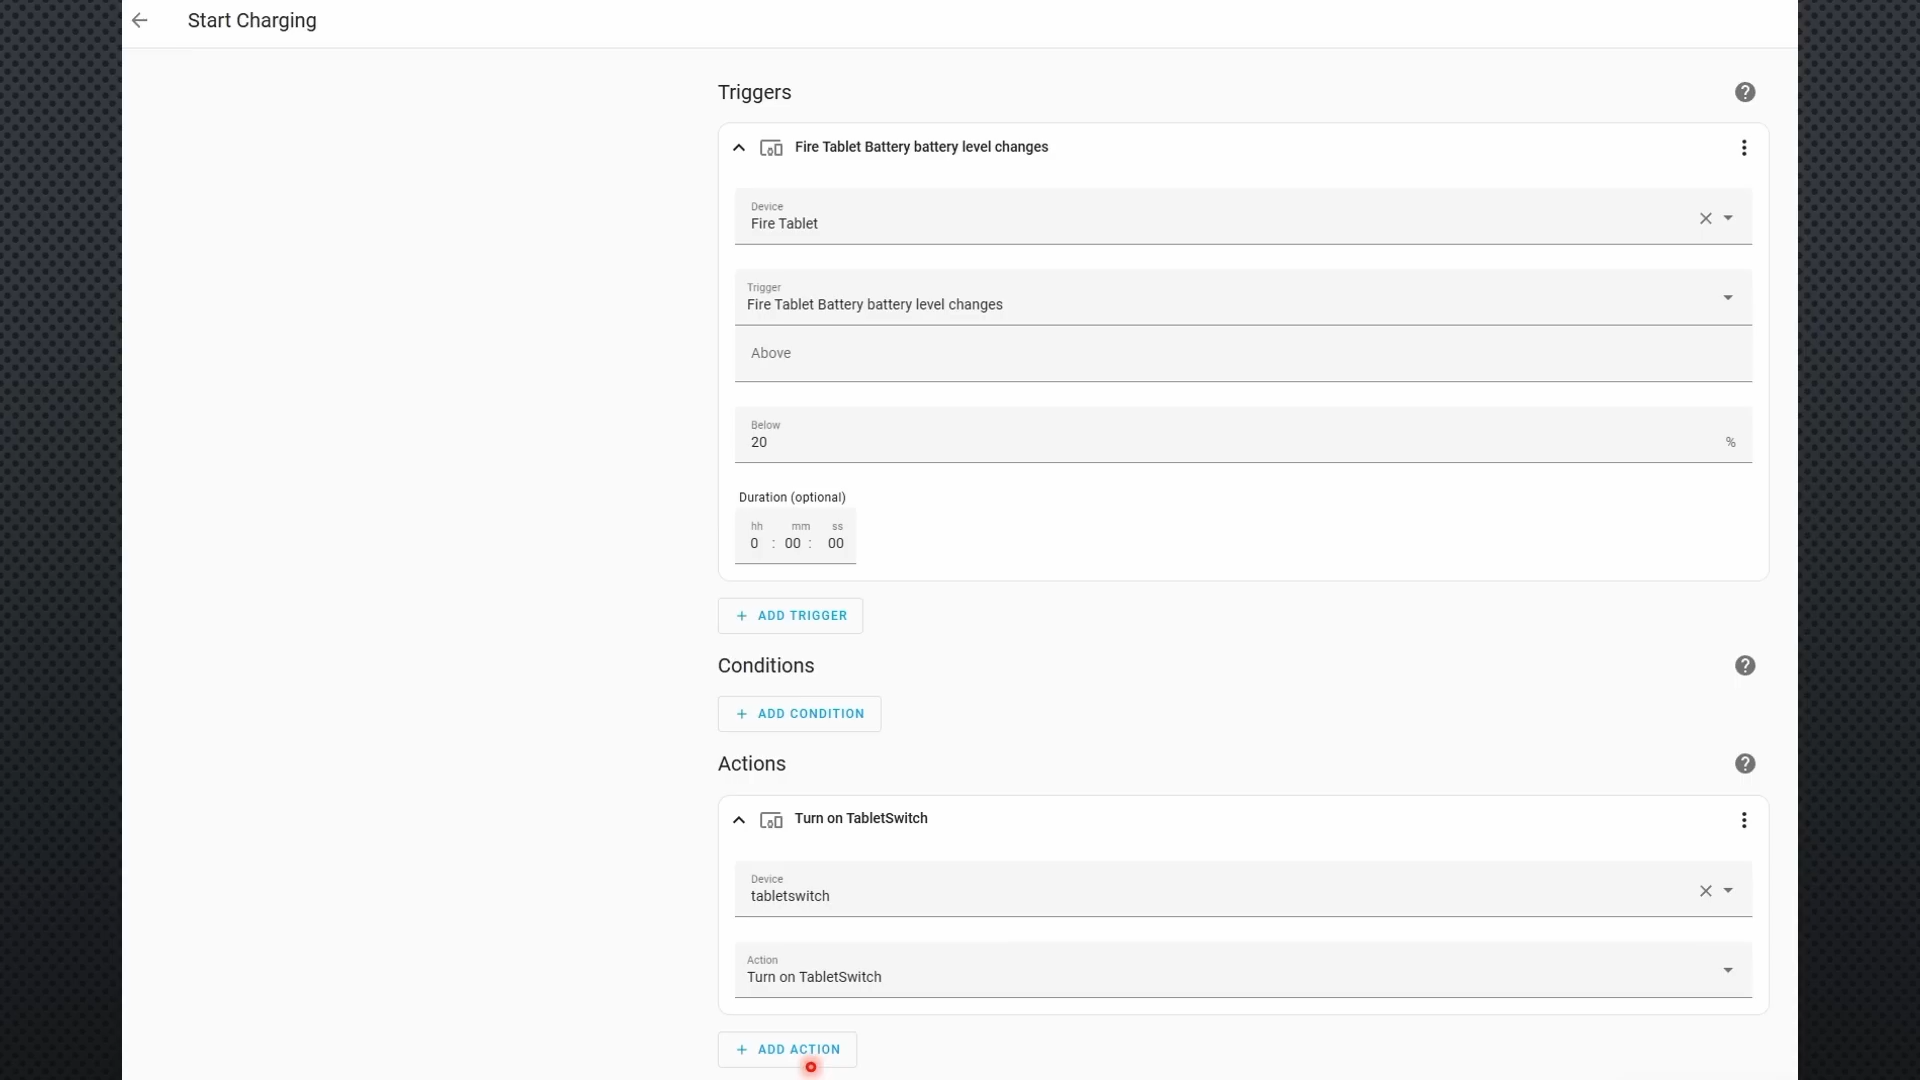 Start Charging
Triggers
Fire Tablet Battery battery level changes
Device
Fire Tablet
Trigger
Fire Tablet Battery battery level changes
Above
Below
20 %
Duration (optional)
hh mm ss
0 : 00 : 00
+ ADD TRIGGER
Conditions
+ ADD CONDITION
Actions
Turn on TabletSwitch
Device
tabletswitch
Action
Turn on TabletSwitch
+ ADD ACTION